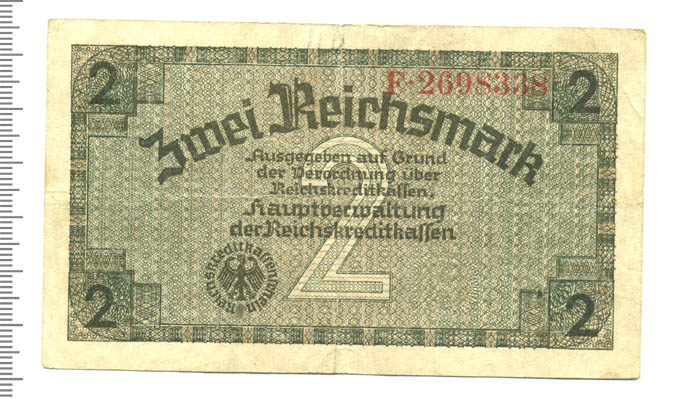 2 2
F·2698338
Zwei Reichsmark
Ausgegeben auf Grund
der Verordnung über
Reichskreditkassen.
Hauptverwaltung
der Reichskreditkassen
2
2 2